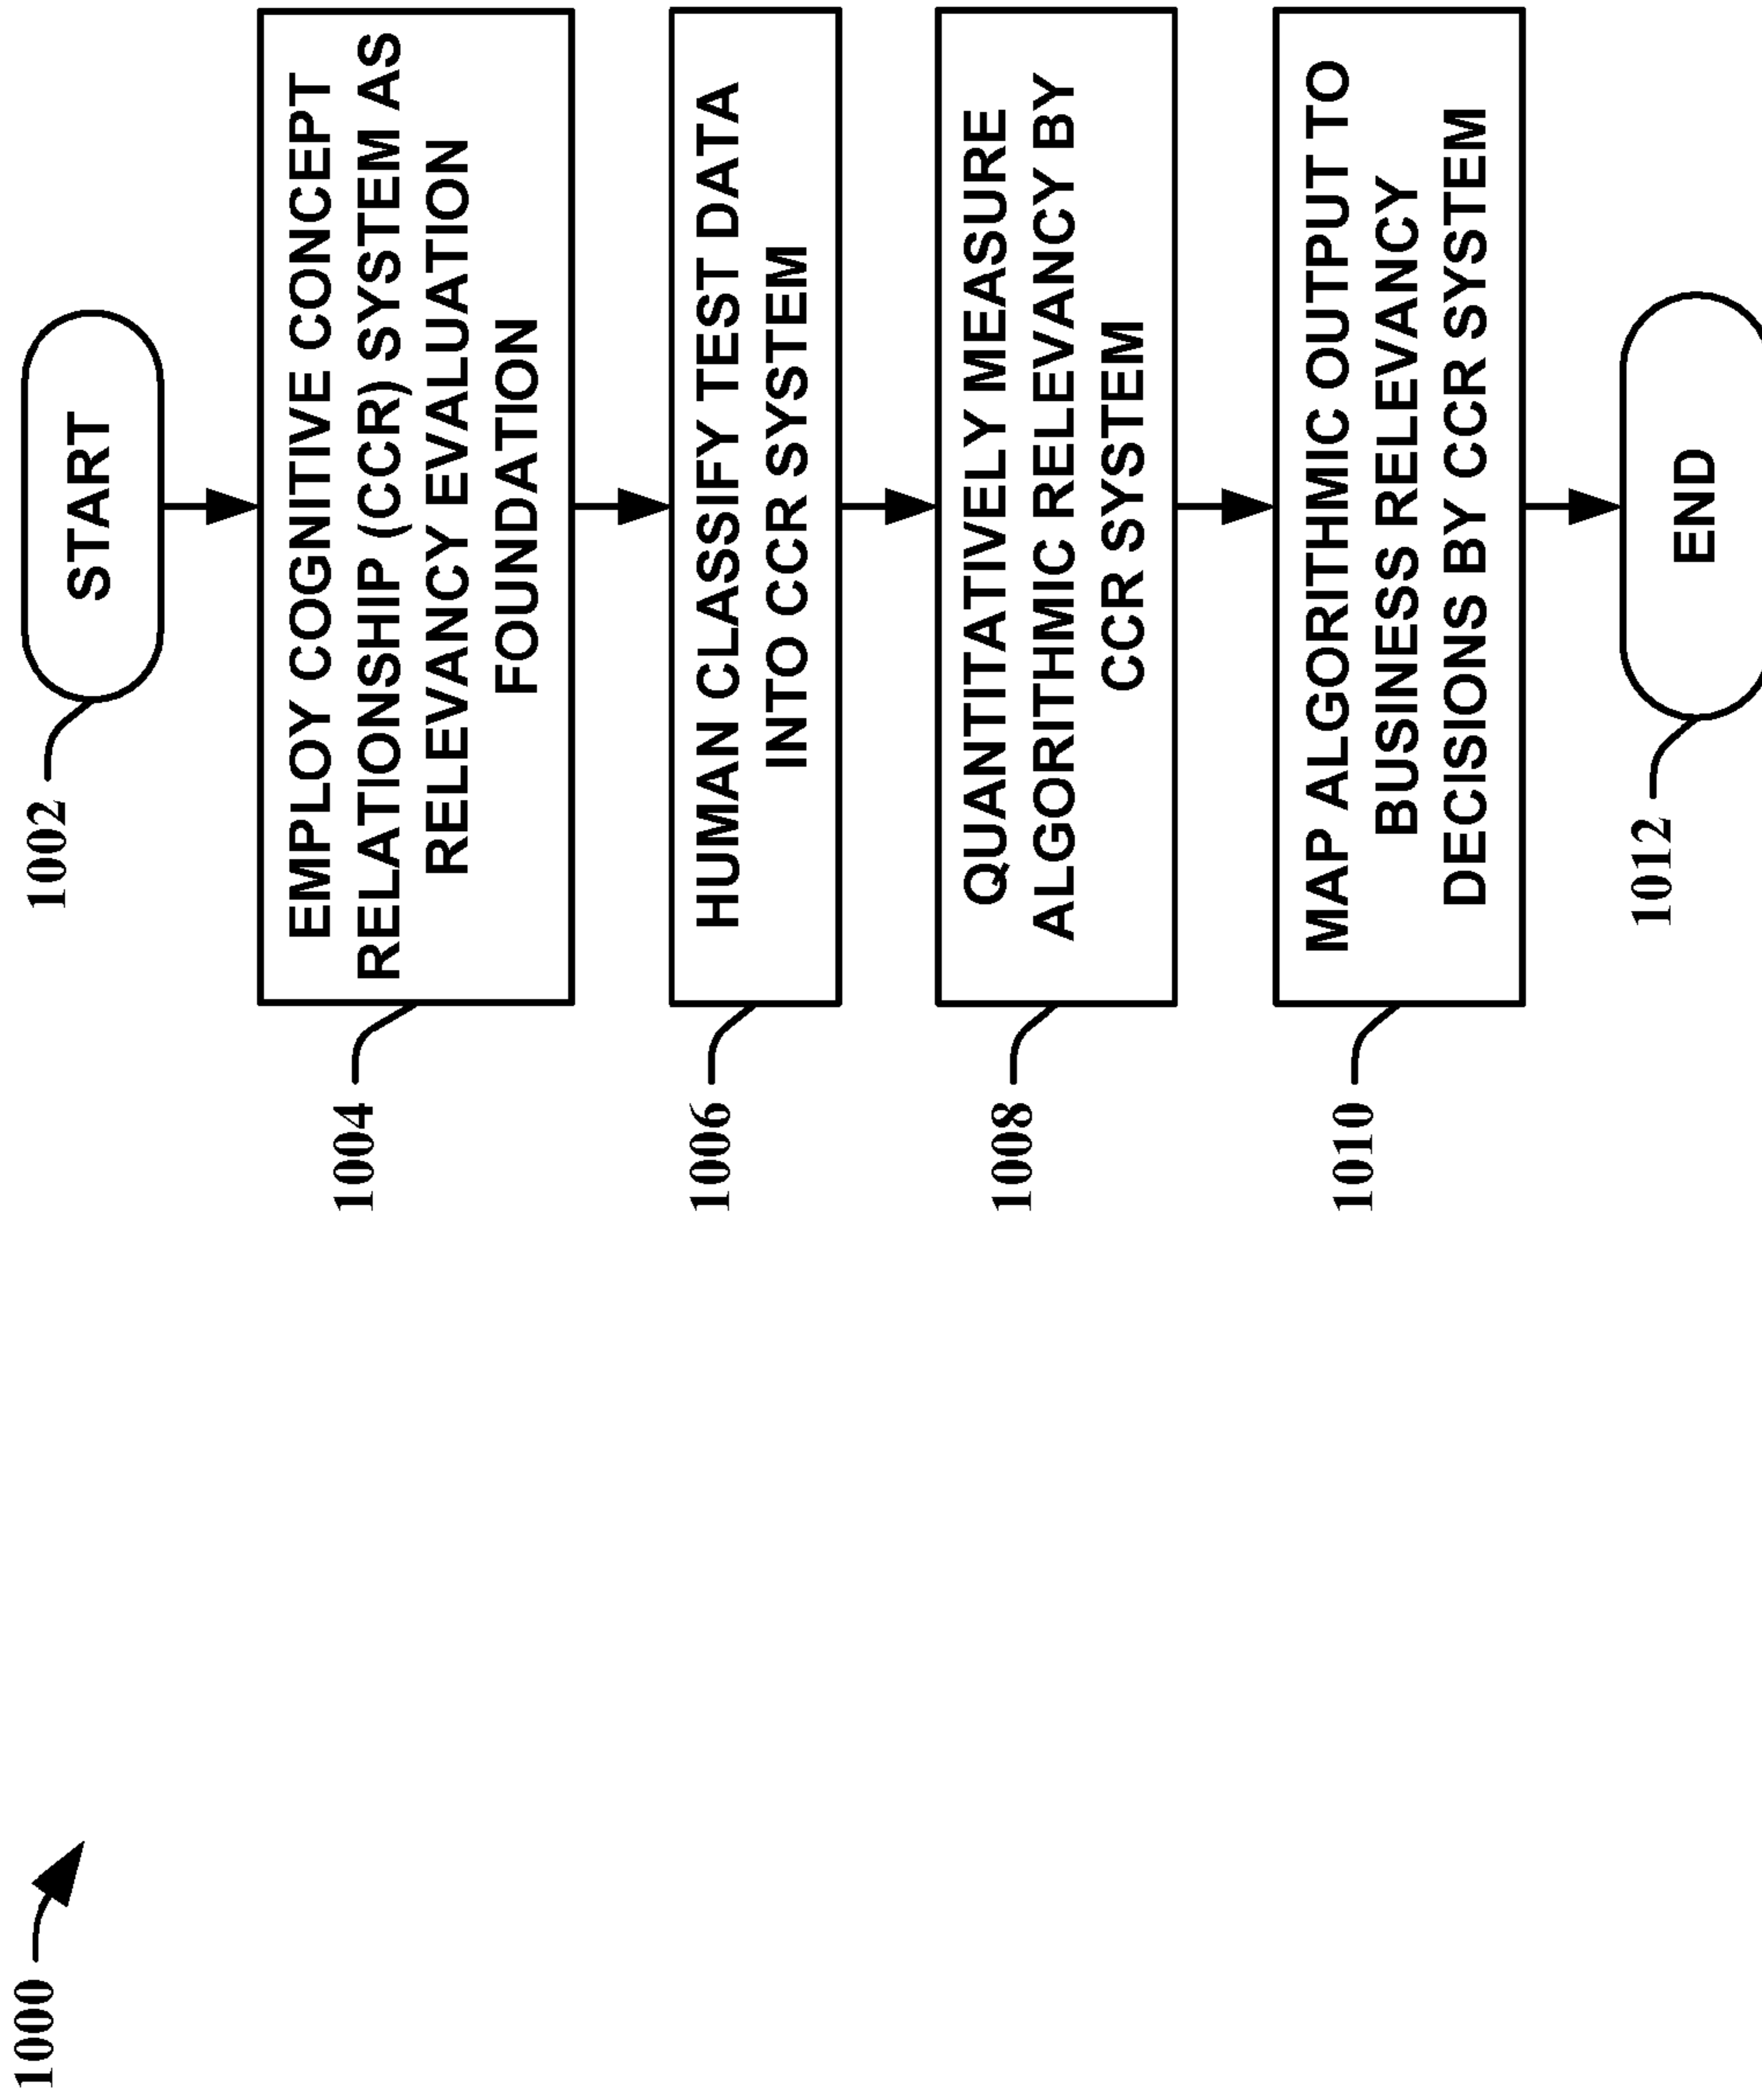 1000
1002
START
1004
EMPLOY COGNITIVE CONCEPT
RELATIONSHIP (CCR) SYSTEM AS
RELEVANCY EVALUATION
FOUNDATION
1006
HUMAN CLASSIFY TEST DATA
INTO CCR SYSTEM
1008
QUANTITATIVELY MEASURE
ALGORITHMIC RELEVANCY BY
CCR SYSTEM
1010
MAP ALGORITHMIC OUTPUT TO
BUSINESS RELEVANCY
DECISIONS BY CCR SYSTEM
1012
END